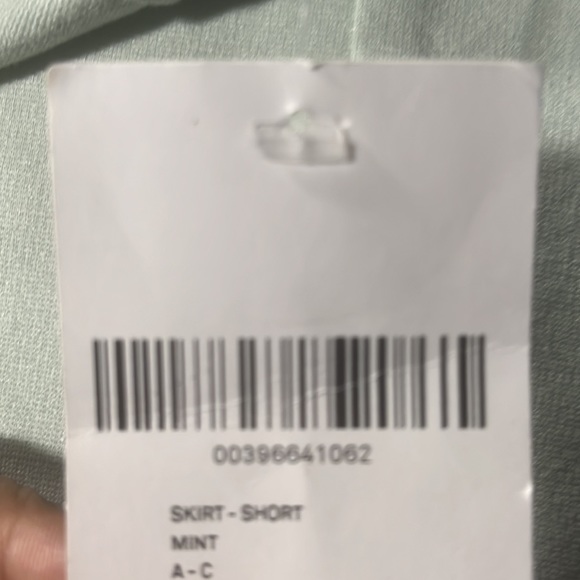 00396641062
SKIRT - SHORT
MINT
A - C